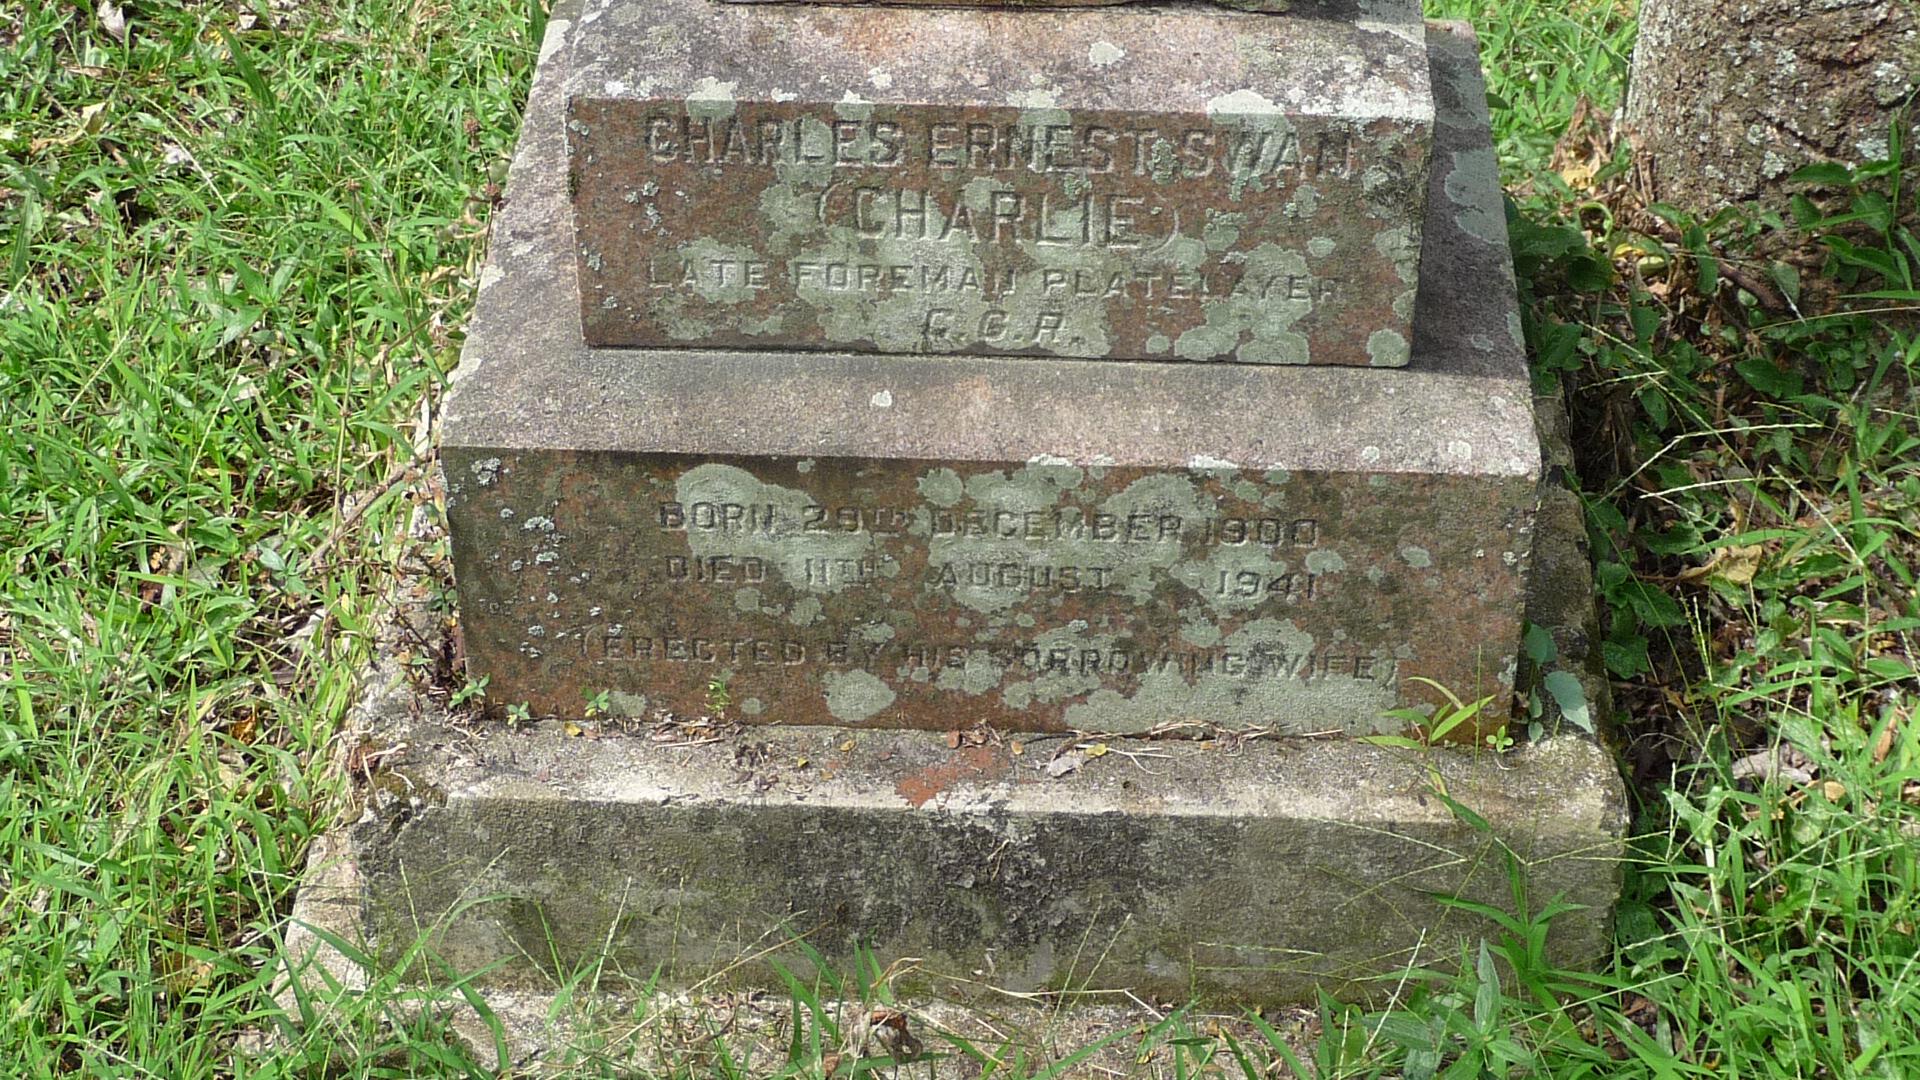 CHARLES ERNEST SWAN
(CHARLIE)
LATE FOREMAN PLATELAYER
C.G.R.
BORN 29TH DECEMBER 1900
DIED 11TH AUGUST 1941
(ERECTED BY HIS SORROWING WIFE)